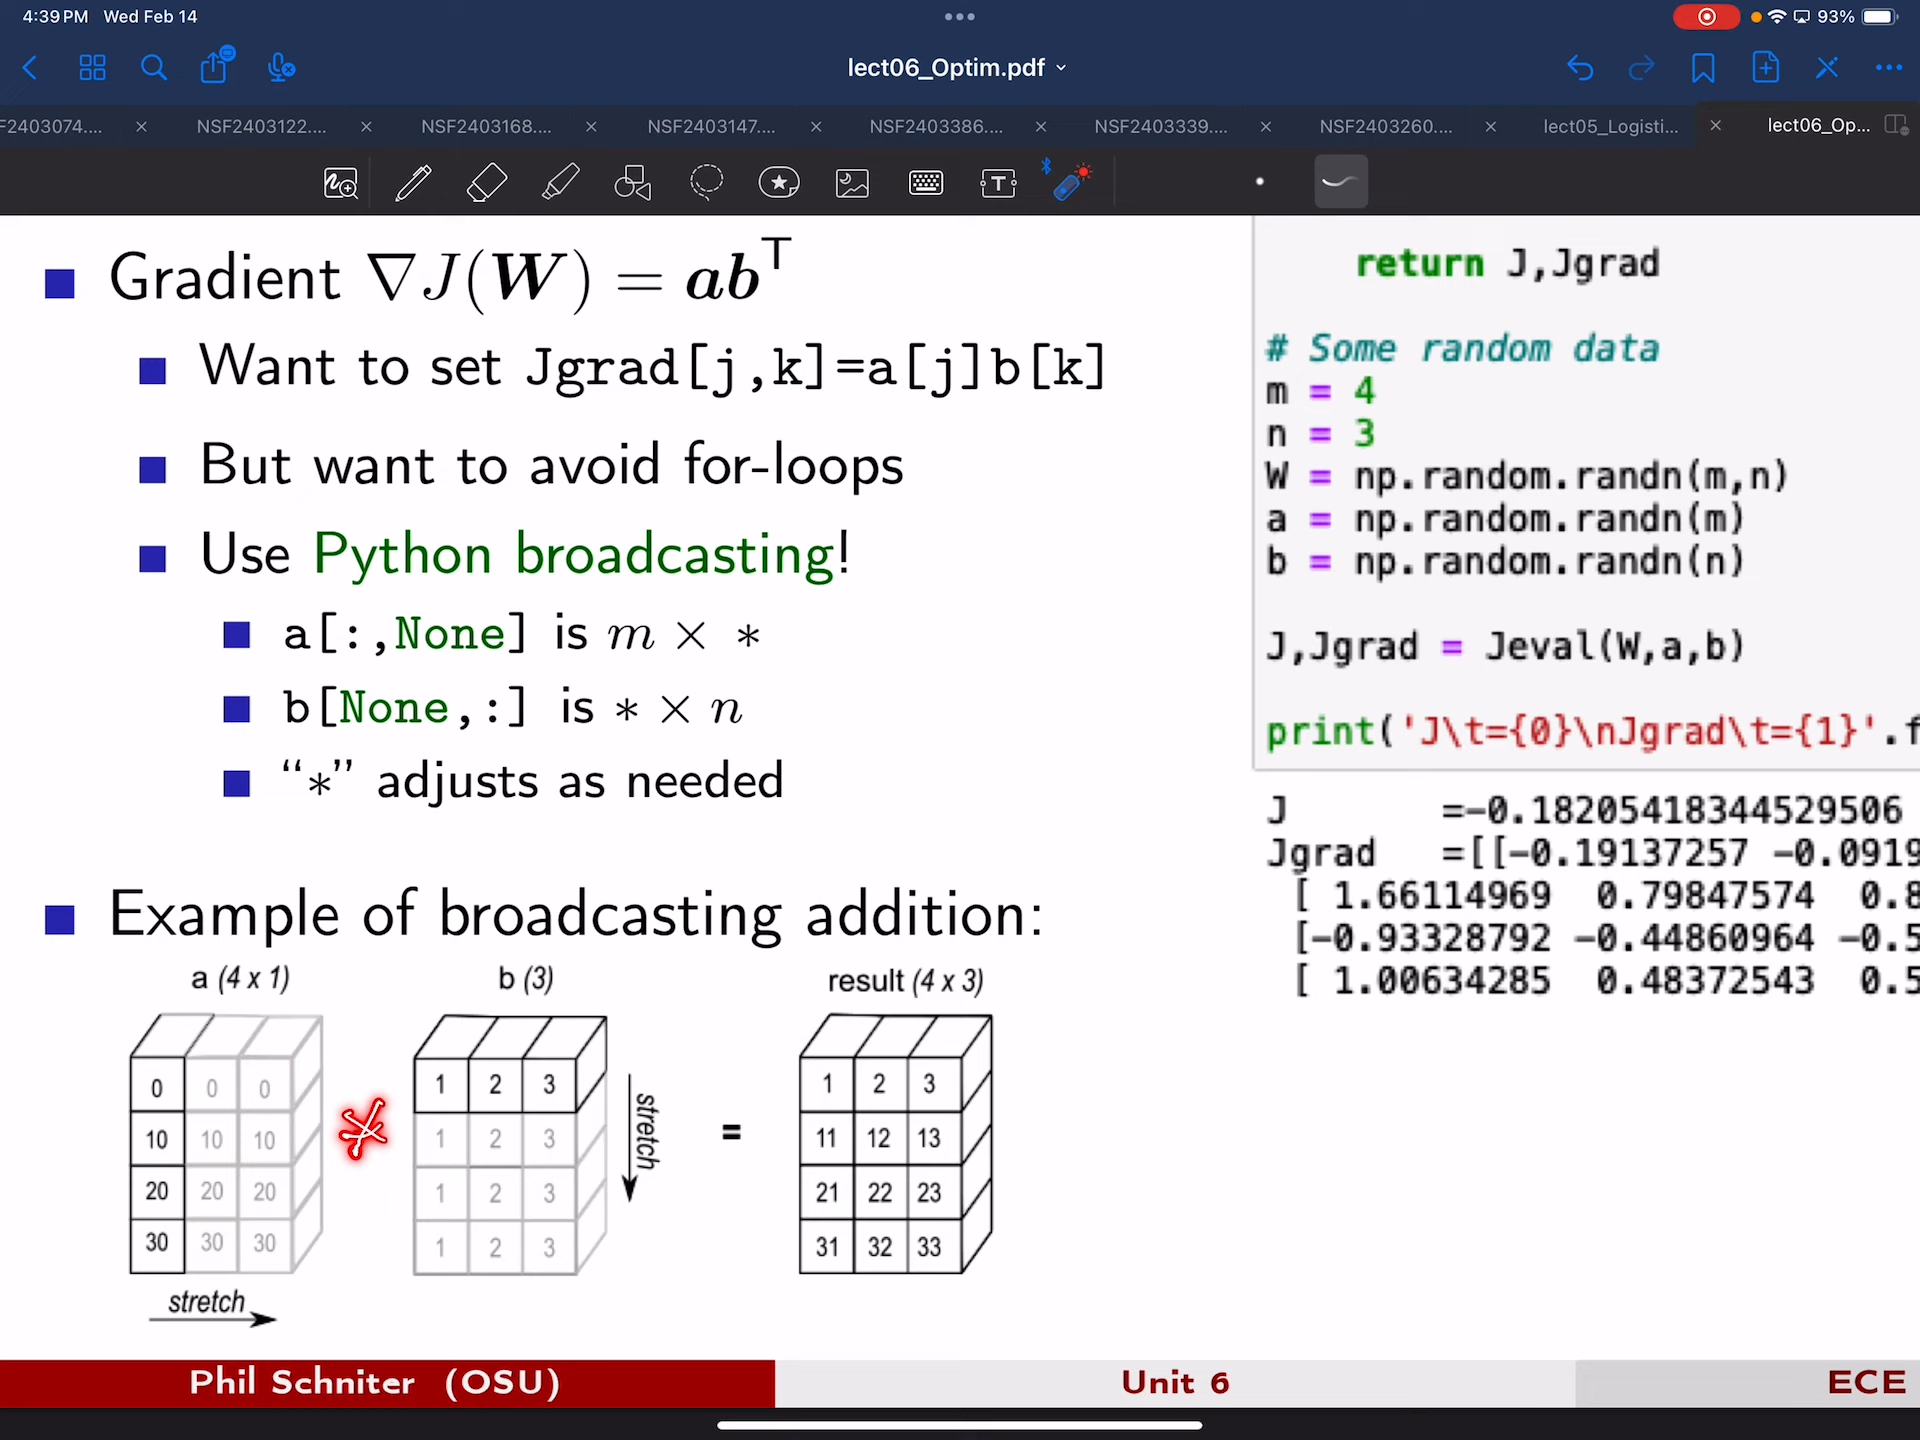 4:39 PM Wed Feb 14
93%
lect06_Optim.pdf
F2403074....
NSF2403122....
NSF2403168....
NSF2403147....
NSF2403386....
NSF2403339....
NSF2403260....
lect05_Logisti...
lect06_Op...
Gradient ∇J(W) = ab^T
Want to set Jgrad[j,k]=a[j]b[k]
But want to avoid for-loops
Use Python broadcasting!
a[:,None] is m × *
b[None,:] is * × n
“*” adjusts as needed
Example of broadcasting addition:
a (4 x 1)
b (3)
result (4 x 3)
0 0 0
10 10 10
20 20 20
30 30 30
stretch
*
1 2 3
1 2 3
1 2 3
1 2 3
stretch
=
1 2 3
11 12 13
21 22 23
31 32 33
return J,Jgrad
# Some random data
m = 4
n = 3
W = np.random.randn(m,n)
a = np.random.randn(m)
b = np.random.randn(n)
J,Jgrad = Jeval(W,a,b)
print('J\t={0}\nJgrad\t={1}'.f
J =-0.18205418344529506
Jgrad =[[-0.19137257 -0.0919
[ 1.66114969 0.79847574 0.8
[-0.93328792 -0.44860964 -0.5
[ 1.00634285 0.48372543 0.5
Phil Schniter (OSU)
Unit 6
ECE